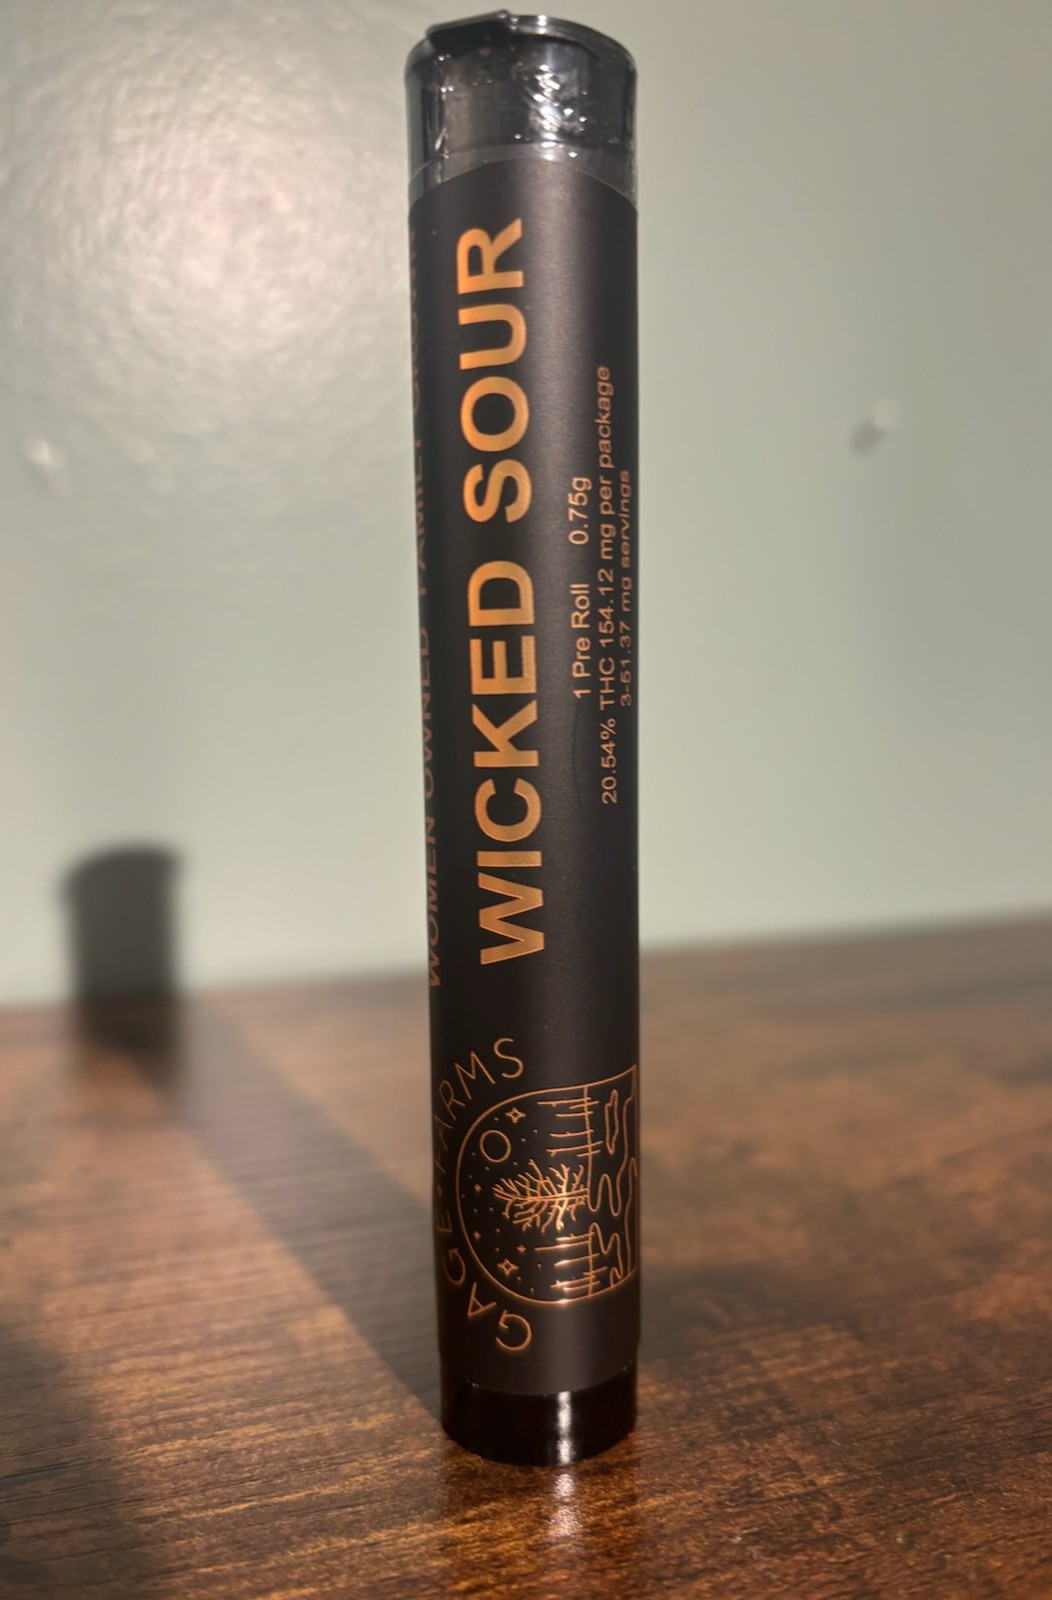 WOMEN OWNED FAMILY GROWN
WICKED SOUR
1 Pre Roll 0.75g
20.54% THC 154.12 mg per package
3-51.37 mg servings
GAGE FARMS